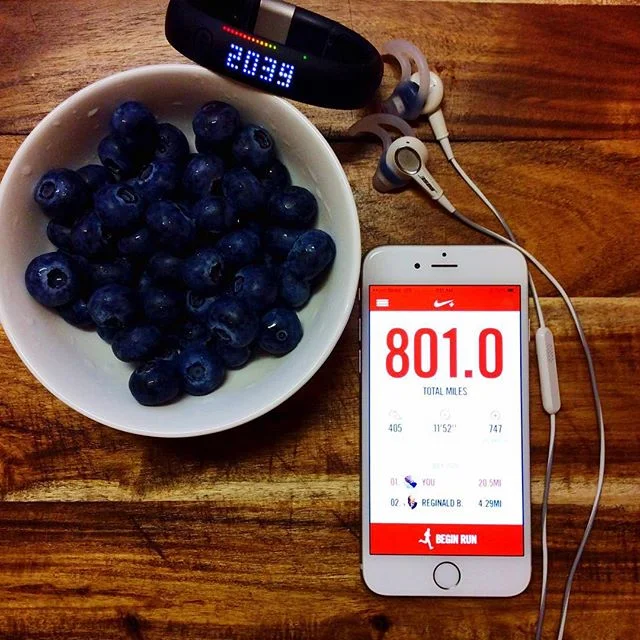 2039
BOSE
801.0
TOTAL MILES
405 11'52" 747
01. YOU 20.5MI
02. REGINALD B. 4.29MI
BEGIN RUN